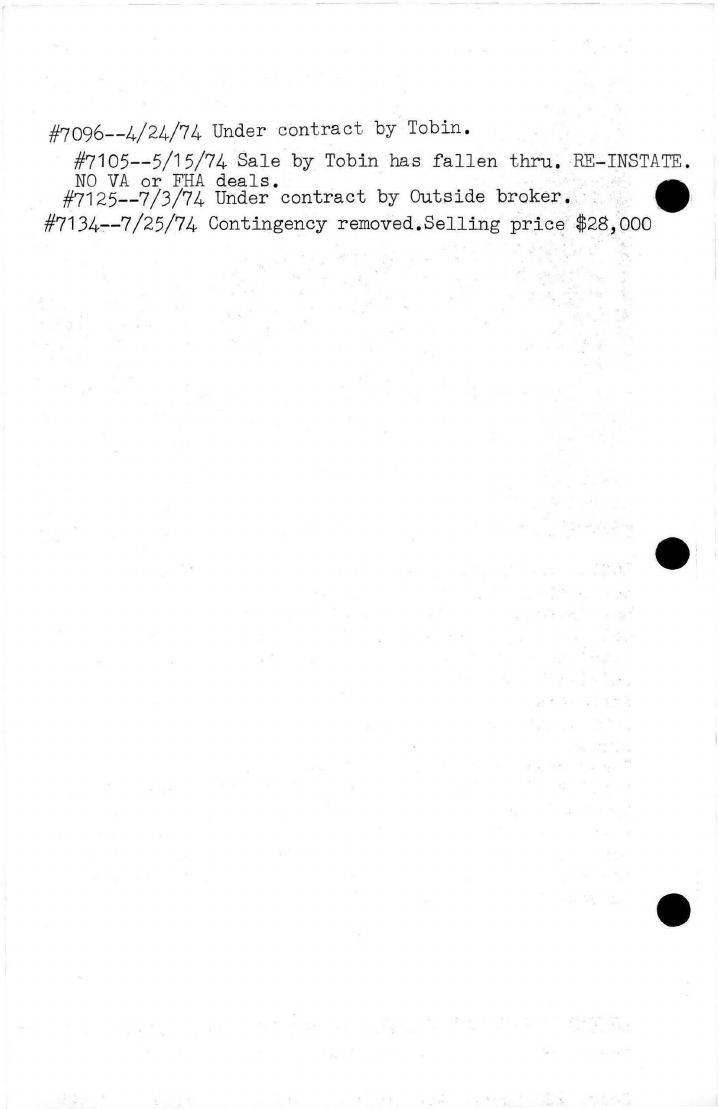 #7096--4/24/74 Under contract by Tobin.
#7105--5/15/74 Sale by Tobin has fallen thru. RE-INSTATE.
NO VA or FHA deals.
#7125--7/3/74 Under contract by Outside broker.
#7134--7/25/74 Contingency removed.Selling price $28,000